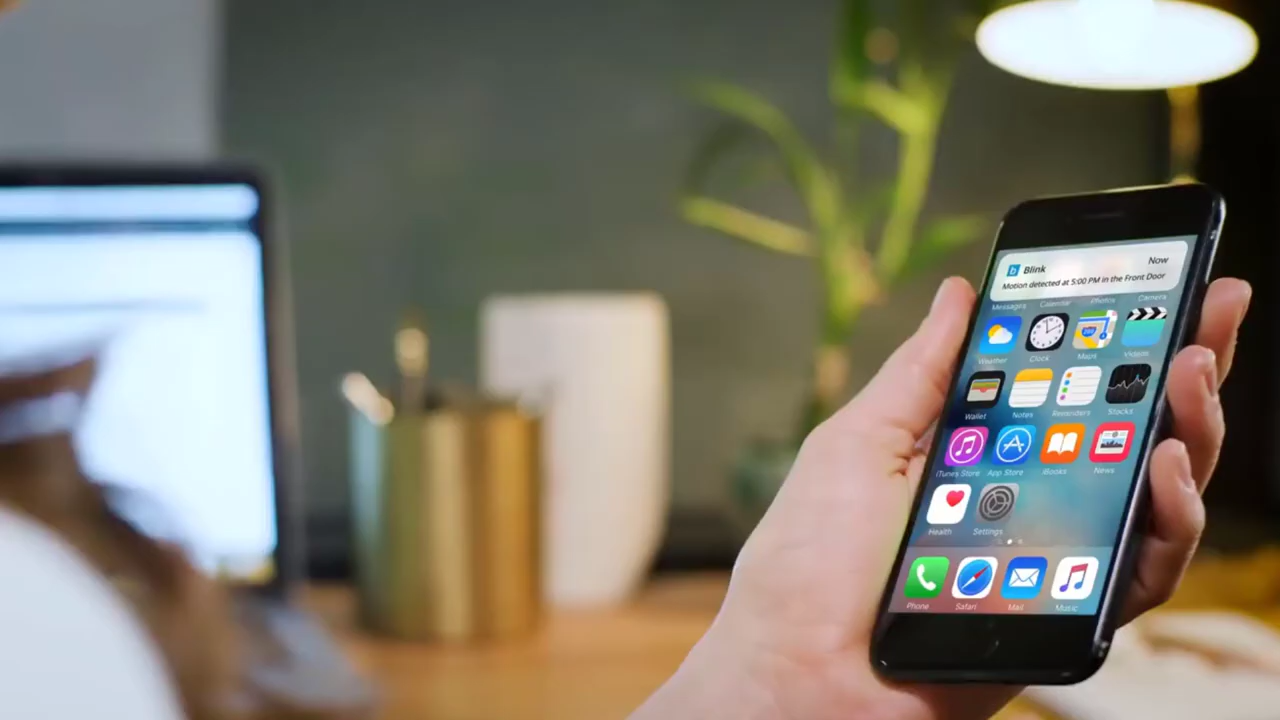 Blink Now
Motion detected at 5:00 PM in the Front Door
Messages Calendar Photos Camera
Weather Clock Maps Videos
Wallet Notes Reminders Stocks
iTunes Store App Store iBooks News
Health Settings
Phone Safari Mail Music